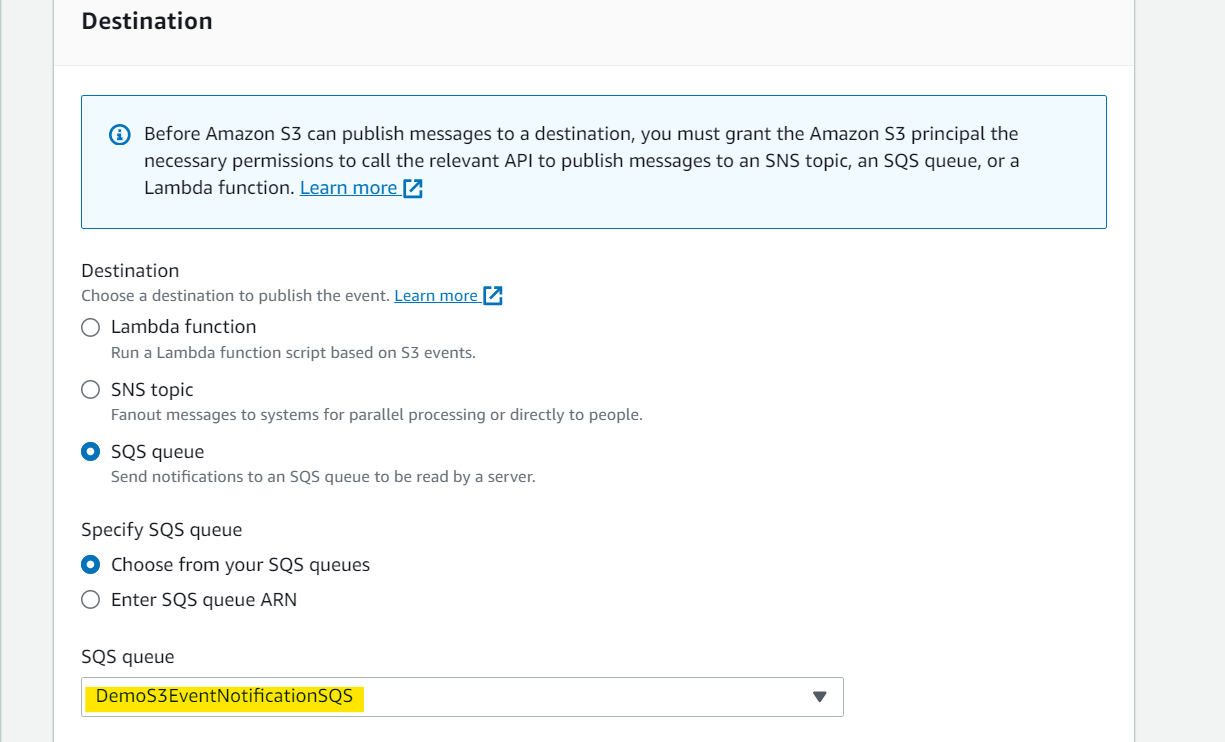 Destination
Before Amazon S3 can publish messages to a destination, you must grant the Amazon S3 principal the
necessary permissions to call the relevant API to publish messages to an SNS topic, an SQS queue, or a
Lambda function. Learn more
Destination
Choose a destination to publish the event. Learn more
Lambda function
Run a Lambda function script based on S3 events.
SNS topic
Fanout messages to systems for parallel processing or directly to people.
SQS queue
Send notifications to an SQS queue to be read by a server.
Specify SQS queue
Choose from your SQS queues
Enter SQS queue ARN
SQS queue
DemoS3EventNotificationSQS